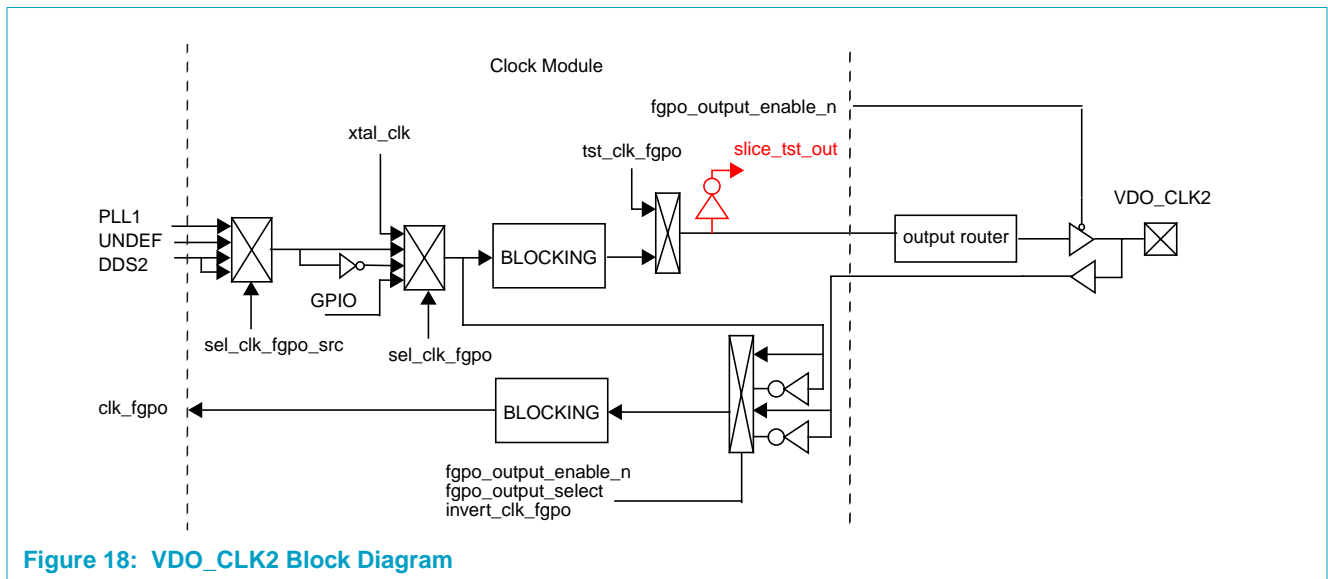 Clock Module
fgpo_output_enable_n
xtal_clk
tst_clk_fgpo
slice_tst_out
VDO_CLK2
PLL1
UNDEF
DDS2
BLOCKING
output router
GPIO
sel_clk_fgpo_src
sel_clk_fgpo
clk_fgpo
BLOCKING
fgpo_output_enable_n
fgpo_output_select
invert_clk_fgpo
Figure 18: VDO_CLK2 Block Diagram